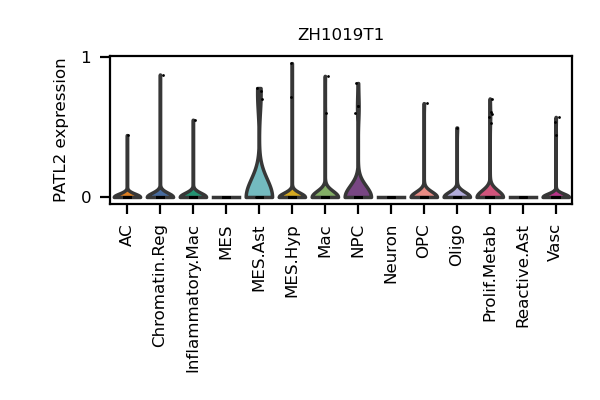 ZH1019T1
PATL2 expression
1
0
AC
Chromatin.Reg
Inflammatory.Mac
MES
MES.Ast
MES.Hyp
Mac
NPC
Neuron
OPC
Oligo
Prolif.Metab
Reactive.Ast
Vasc